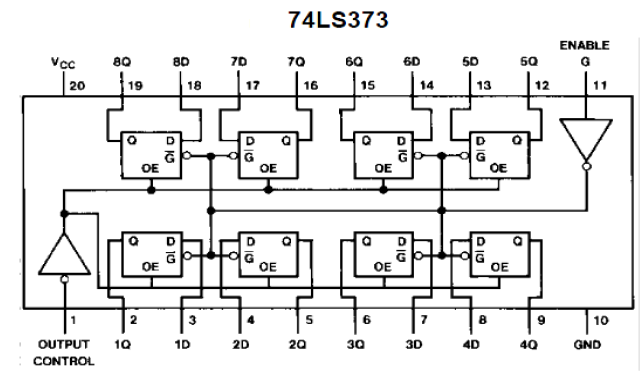 74LS373
ENABLE
VCC 8Q 8D 7D 7Q 6Q 6D 5D 5Q G
20 19 18 17 16 15 14 13 12 11
Q D D Q Q D D Q
G̅ G̅ G̅ G̅
OE OE OE OE
Q D D Q Q D D Q
G̅ G̅ G̅ G̅
OE OE OE OE
1 2 3 4 5 6 7 8 9 10
OUTPUT 1Q 1D 2D 2Q 3Q 3D 4D 4Q GND
CONTROL